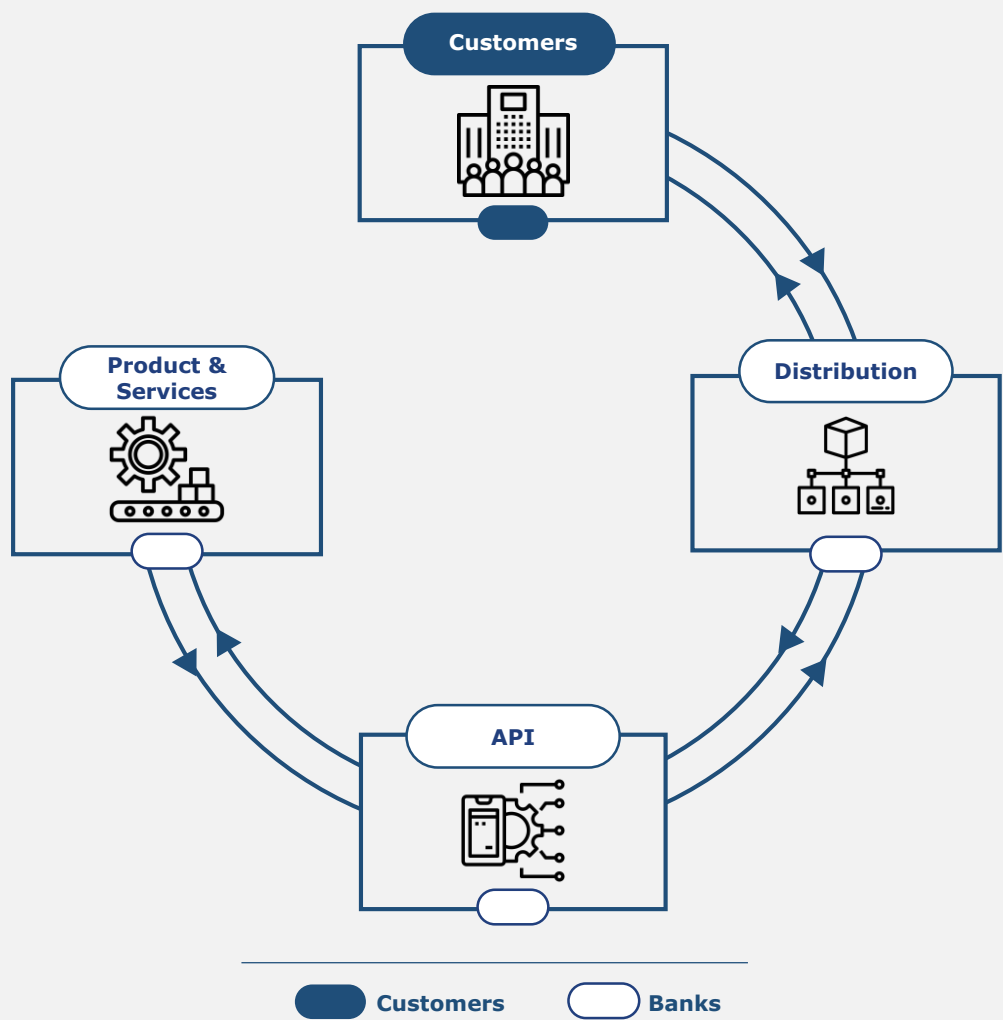 Customers
Product &
Services
Distribution
API
Customers
Banks